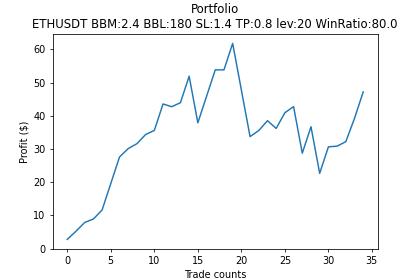 Portfolio
ETHUSDT BBM:2.4 BBL:180 SL:1.4 TP:0.8 lev:20 WinRatio:80.0
Profit ($)
60
50
40
30
20
10
0
0 5 10 15 20 25 30 35
Trade counts